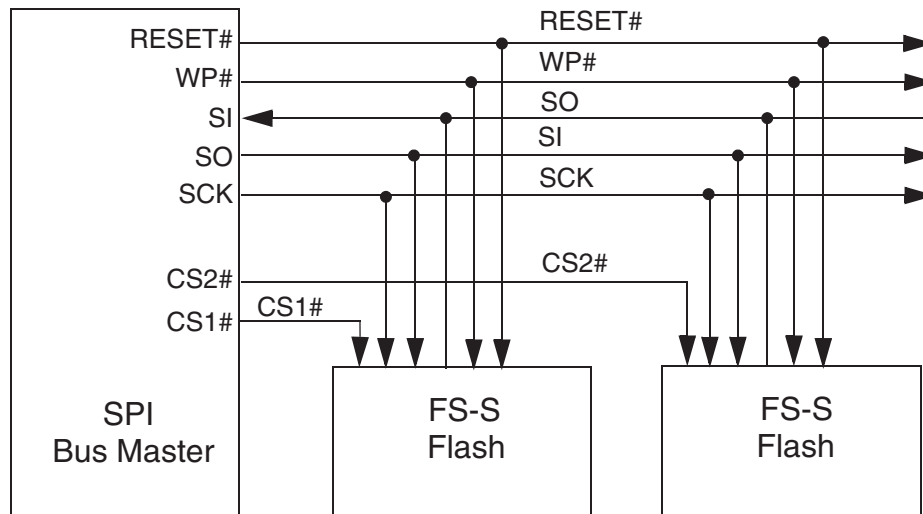 RESET#
RESET#
WP#
WP#
SI
SO
SO
SI
SCK
SCK
CS2#
CS2#
CS1#
CS1#
SPI
Bus Master
FS-S
Flash
FS-S
Flash